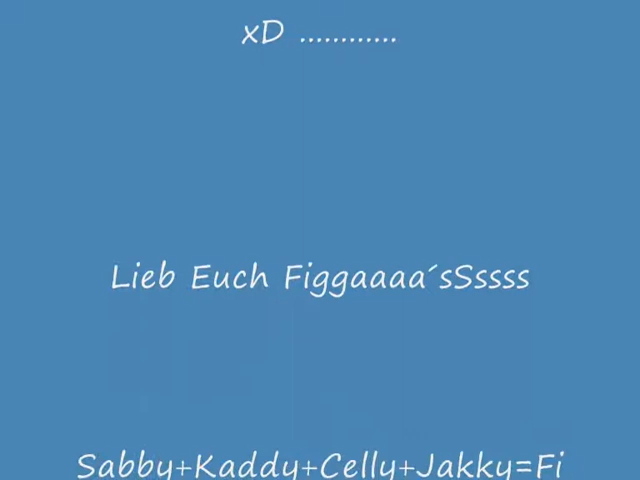 xD ............
Lieb Euch Figgaaaa´sSssss
Sabby+Kaddy+Celly+Jakky=Fi